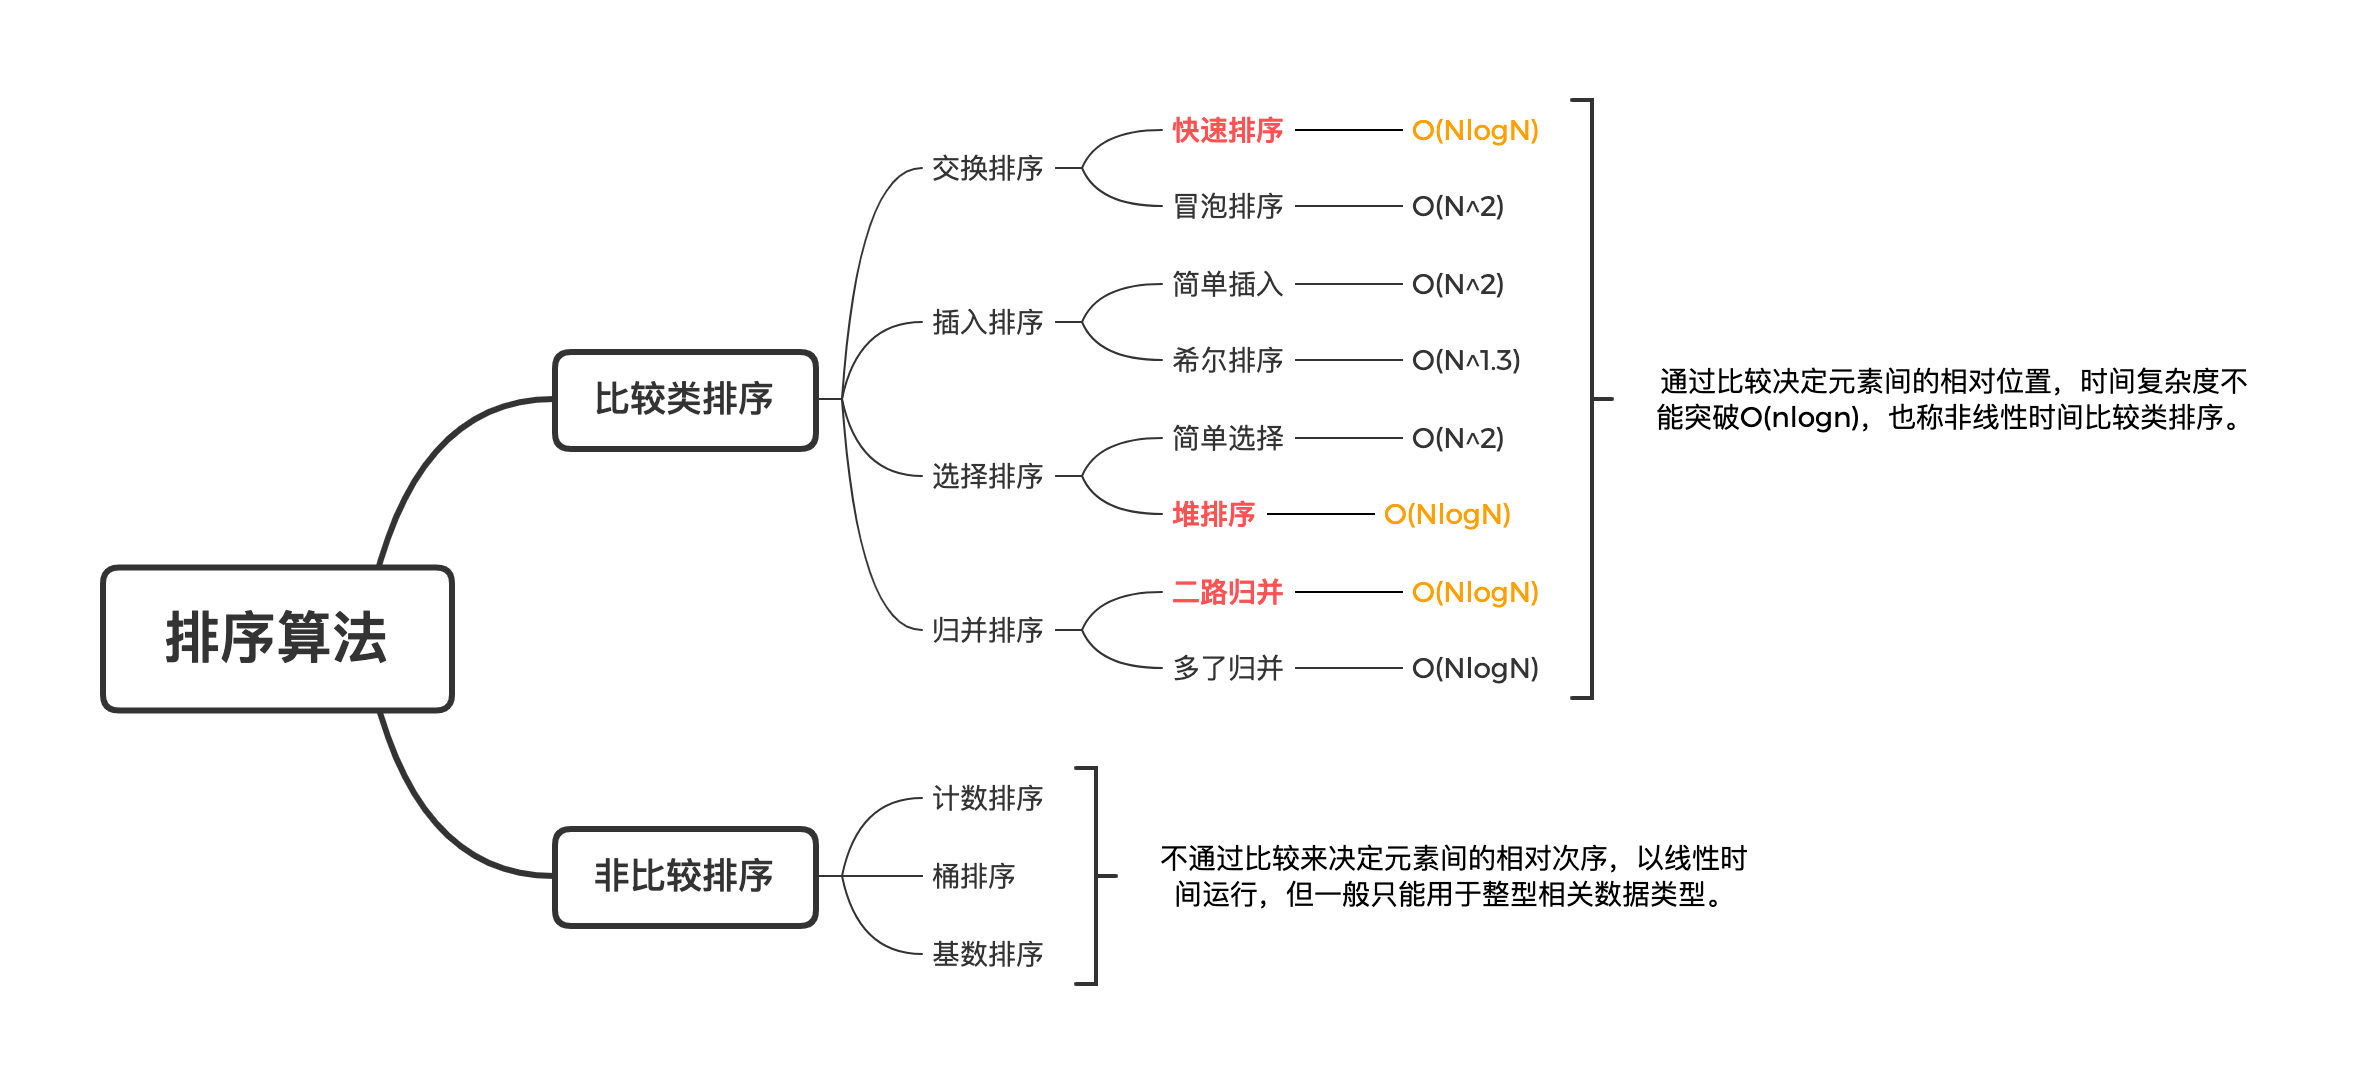 排序算法
比较类排序
交换排序
快速排序
O(NlogN)
冒泡排序
O(N^2)
插入排序
简单插入
O(N^2)
希尔排序
O(N^1.3)
选择排序
简单选择
O(N^2)
堆排序
O(NlogN)
归并排序
二路归并
O(NlogN)
多了归并
O(NlogN)
通过比较决定元素间的相对位置，时间复杂度不
能突破O(nlogn)，也称非线性时间比较类排序。
非比较排序
计数排序
桶排序
基数排序
不通过比较来决定元素间的相对次序，以线性时
间运行，但一般只能用于整型相关数据类型。